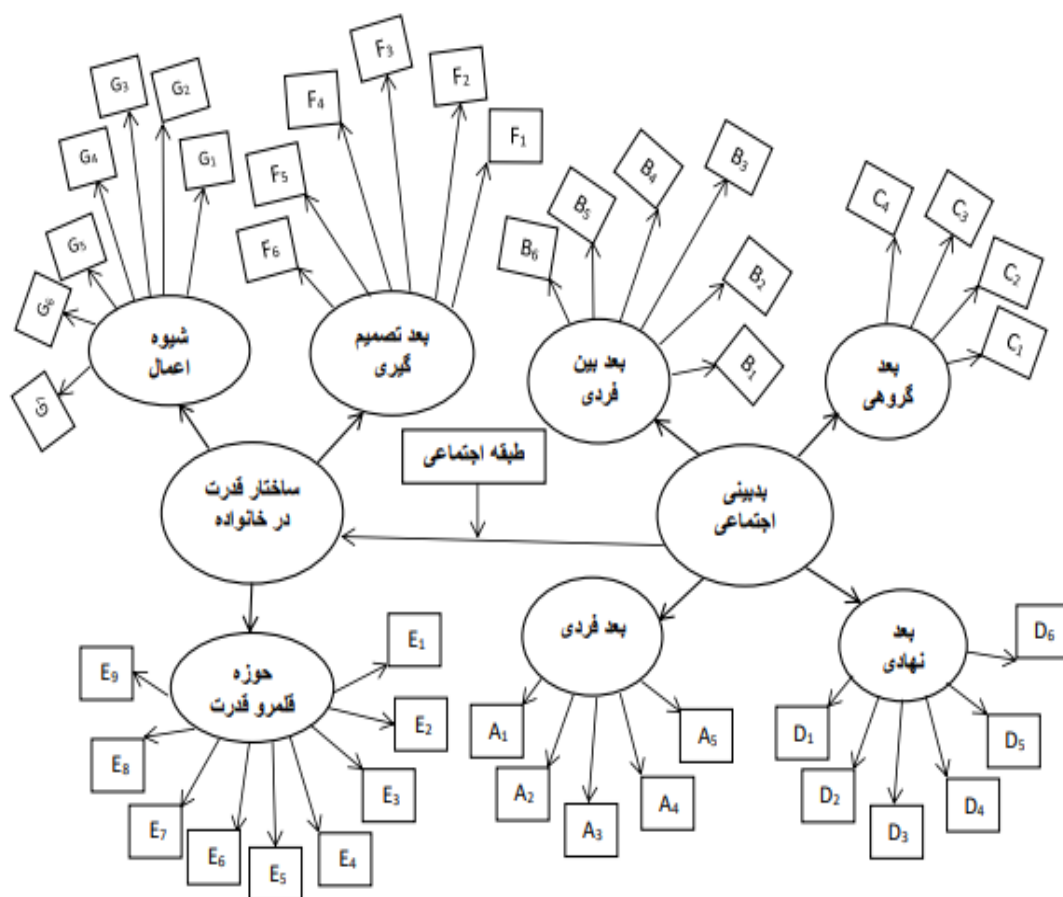 G₃
G₂
G₄
G₁
G₅
G₆
G₇
شیوه
اعمال
F₃
F₂
F₄
F₁
F₅
F₆
بعد تصمیم
گیری
B₃
B₄
B₅
B₆
B₂
B₁
بعد بین
فردی
C₄
C₃
C₂
C₁
بعد
گروهی
طبقه اجتماعی
ساختار قدرت
در خانواده
بدبینی
اجتماعی
حوزه
قلمرو قدرت
E₁
E₂
E₃
E₄
E₅
E₆
E₇
E₈
E₉
بعد فردی
A₁
A₂
A₃
A₄
A₅
بعد
نهادی
D₆
D₁
D₂
D₃
D₄
D₅